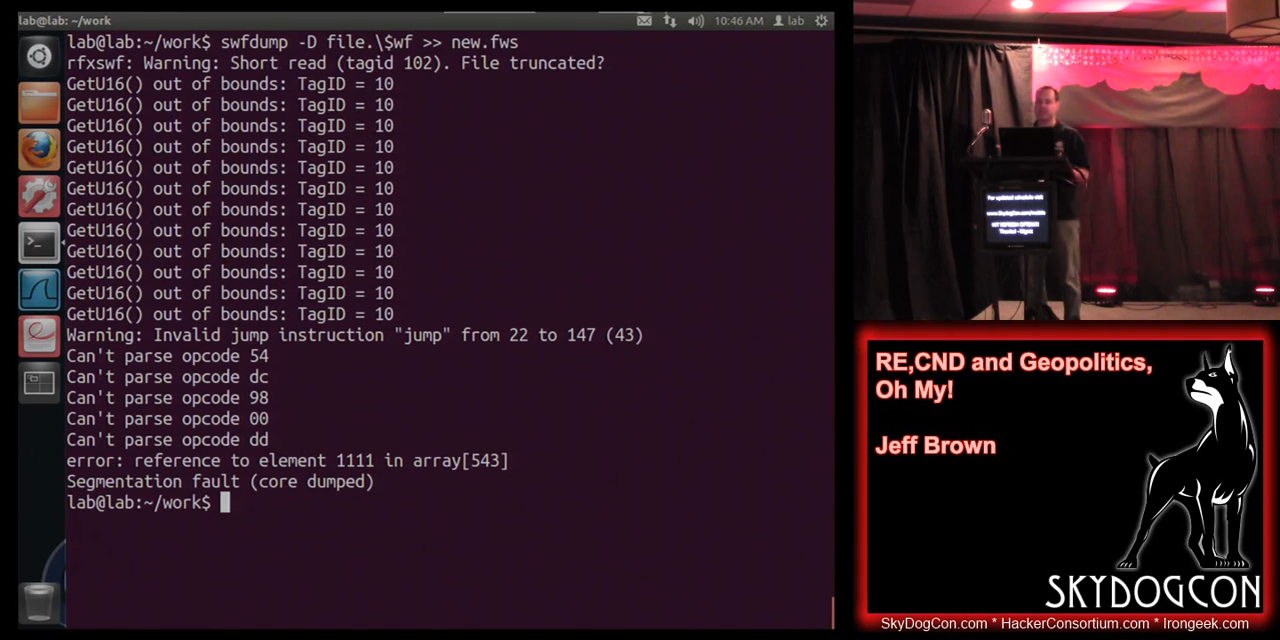 lab@lab: ~/work
10:46 AM
lab
lab@lab:~/work$ swfdump -D file.\$wf >> new.fws
rfxswf: Warning: Short read (tagid 102). File truncated?
GetU16() out of bounds: TagID = 10
GetU16() out of bounds: TagID = 10
GetU16() out of bounds: TagID = 10
GetU16() out of bounds: TagID = 10
GetU16() out of bounds: TagID = 10
GetU16() out of bounds: TagID = 10
GetU16() out of bounds: TagID = 10
GetU16() out of bounds: TagID = 10
GetU16() out of bounds: TagID = 10
GetU16() out of bounds: TagID = 10
GetU16() out of bounds: TagID = 10
GetU16() out of bounds: TagID = 10
Warning: Invalid jump instruction "jump" from 22 to 147 (43)
Can't parse opcode 54
Can't parse opcode dc
Can't parse opcode 98
Can't parse opcode 00
Can't parse opcode dd
error: reference to element 1111 in array[543]
Segmentation fault (core dumped)
lab@lab:~/work$
For updated schedule visit
RE,CND and Geopolitics,
Oh My!
Jeff Brown
SKYDOGCON
SkyDogCon.com * HackerConsortium.com * Irongeek.com